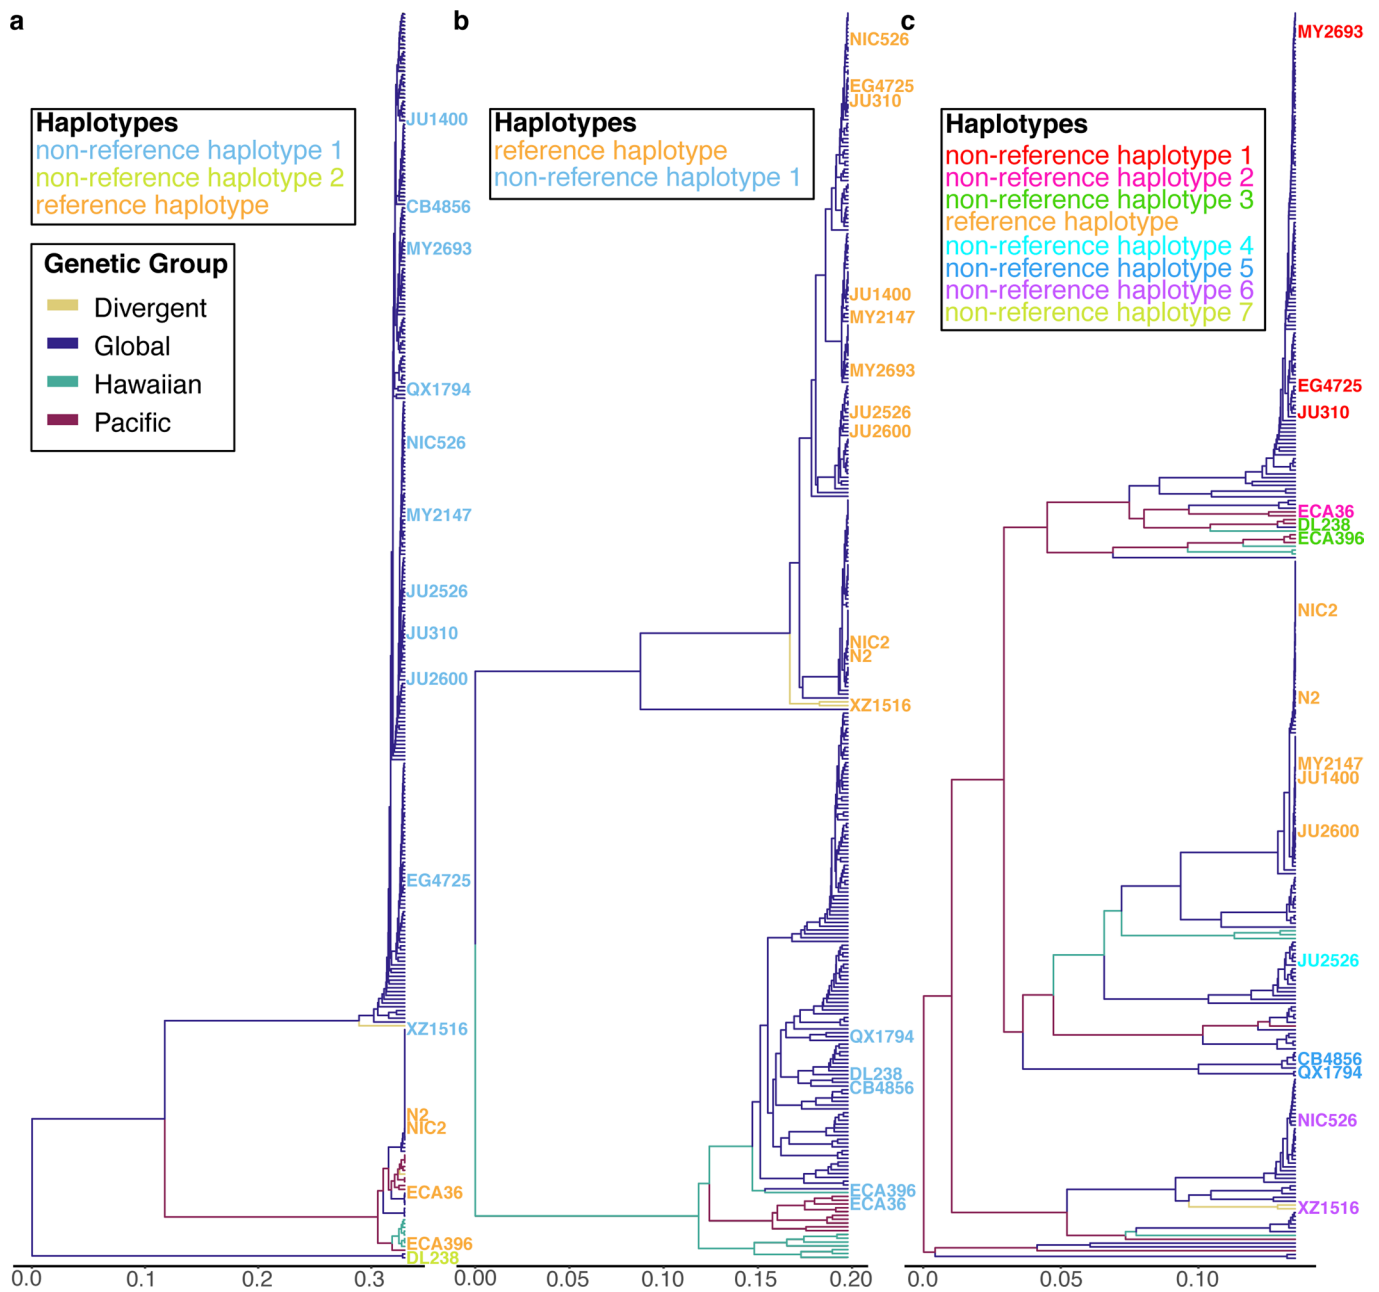 a
Haplotypes
non-reference haplotype 1
non-reference haplotype 2
reference haplotype
Genetic Group
Divergent
Global
Hawaiian
Pacific
JU1400
CB4856
MY2693
QX1794
NIC526
MY2147
JU2526
JU310
JU2600
EG4725
XZ1516
N2
NIC2
ECA36
ECA396
DL238
0.0 0.1 0.2 0.3
b
Haplotypes
reference haplotype
non-reference haplotype 1
NIC526
EG4725
JU310
JU1400
MY2147
MY2693
JU2526
JU2600
NIC2
N2
XZ1516
QX1794
DL238
CB4856
ECA396
ECA36
0.00 0.05 0.10 0.15 0.20
c
Haplotypes
non-reference haplotype 1
non-reference haplotype 2
non-reference haplotype 3
reference haplotype
non-reference haplotype 4
non-reference haplotype 5
non-reference haplotype 6
non-reference haplotype 7
MY2693
EG4725
JU310
ECA36
DL238
ECA396
NIC2
N2
MY2147
JU1400
JU2600
JU2526
CB4856
QX1794
NIC526
XZ1516
0.0 0.05 0.10